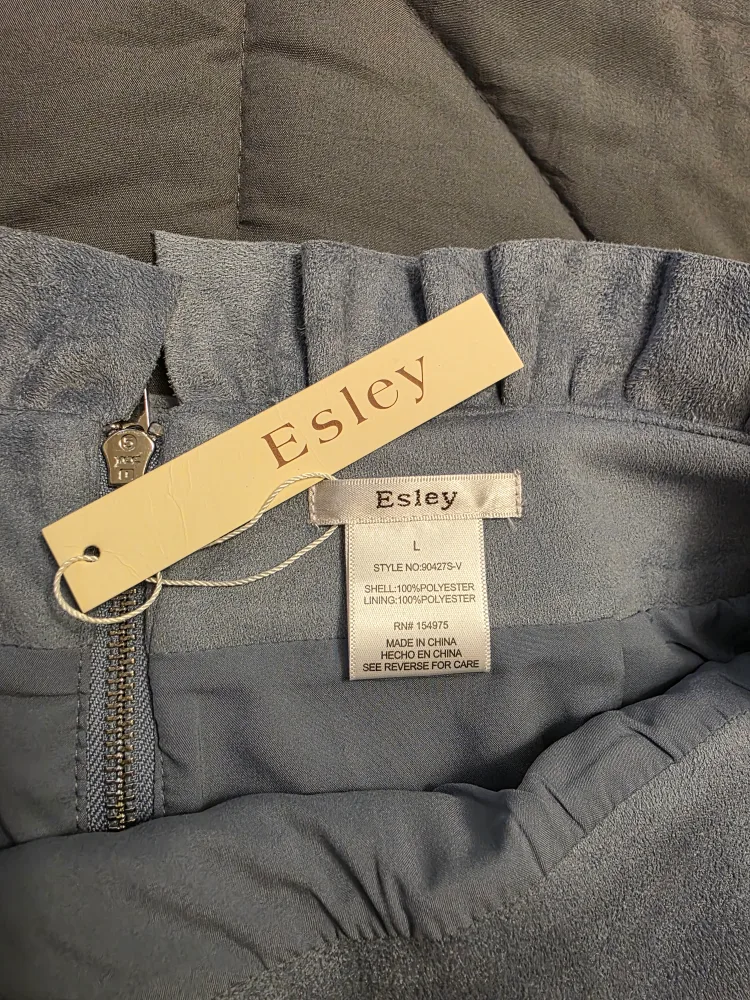 Esley
Esley
L
STYLE NO:90427S-V
SHELL:100%POLYESTER
LINING:100%POLYESTER
RN# 154975
MADE IN CHINA
HECHO EN CHINA
SEE REVERSE FOR CARE